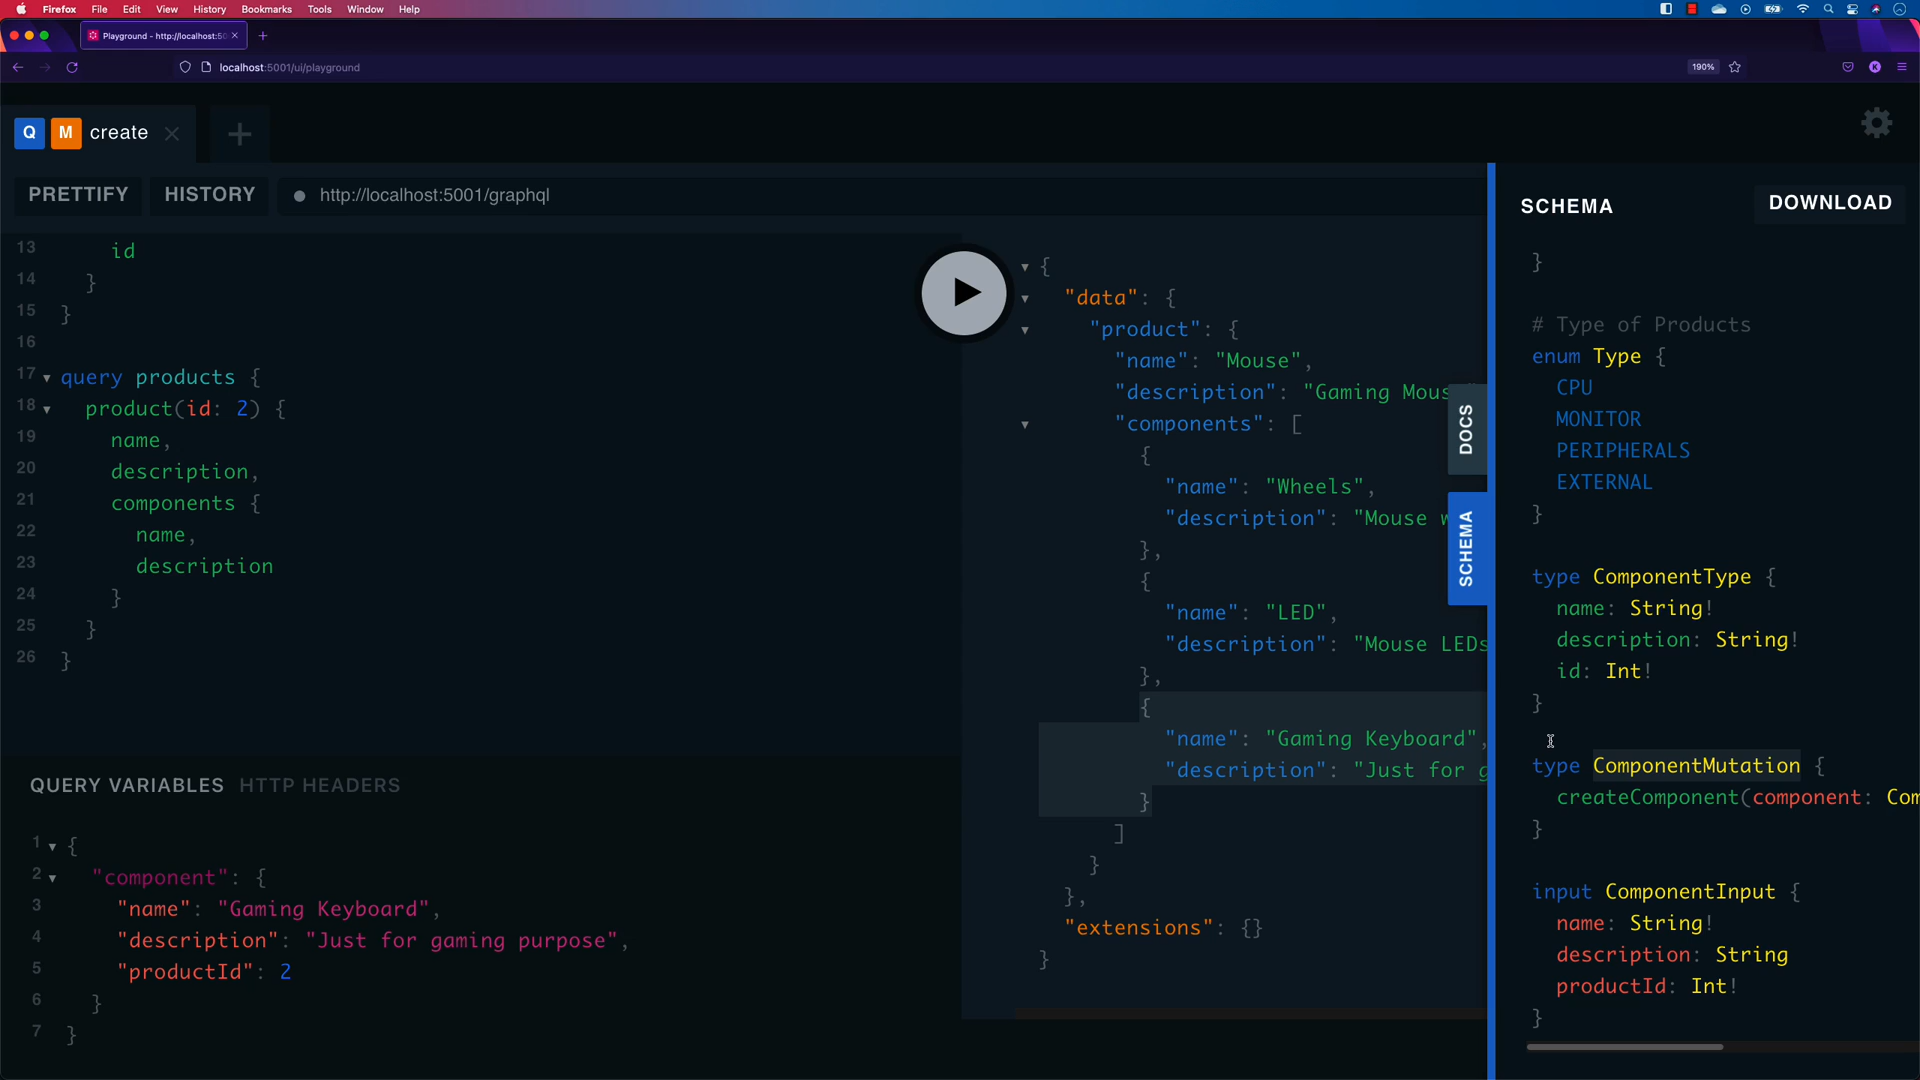 Firefox File Edit View History Bookmarks Tools Window Help
Playground - http://localhost:50
localhost:5001/ui/playground
190%
K
Q M create
PRETTIFY HISTORY http://localhost:5001/graphql
13 id
14 }
15 }
16
17 query products {
18 product(id: 2) {
19 name,
20 description,
21 components {
22 name,
23 description
24 }
25 }
26 }
QUERY VARIABLES HTTP HEADERS
1 {
2 "component": {
3 "name": "Gaming Keyboard",
4 "description": "Just for gaming purpose",
5 "productId": 2
6 }
7 }
{
"data": {
"product": {
"name": "Mouse",
"description": "Gaming Mous
"components": [
{
"name": "Wheels",
"description": "Mouse w
},
{
"name": "LED",
"description": "Mouse LEDs
},
{
"name": "Gaming Keyboard",
"description": "Just for g
}
]
}
},
"extensions": {}
}
DOCS
SCHEMA
SCHEMA DOWNLOAD
}
# Type of Products
enum Type {
CPU
MONITOR
PERIPHERALS
EXTERNAL
}
type ComponentType {
name: String!
description: String!
id: Int!
}
type ComponentMutation {
createComponent(component: Com
}
input ComponentInput {
name: String!
description: String
productId: Int!
}